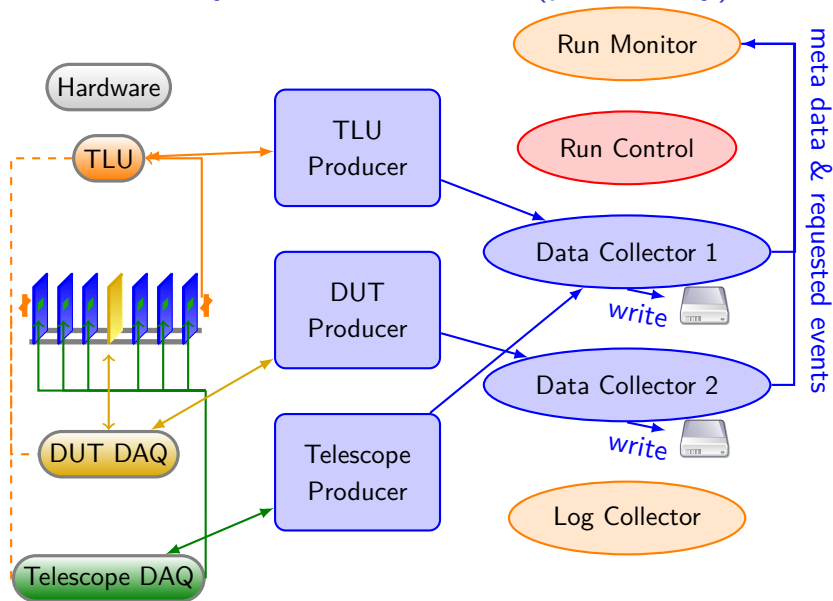 Hardware
TLU
DUT DAQ
Telescope DAQ
TLU
Producer
DUT
Producer
Telescope
Producer
Run Monitor
Run Control
Data Collector 1
write
Data Collector 2
write
Log Collector
meta data & requested events